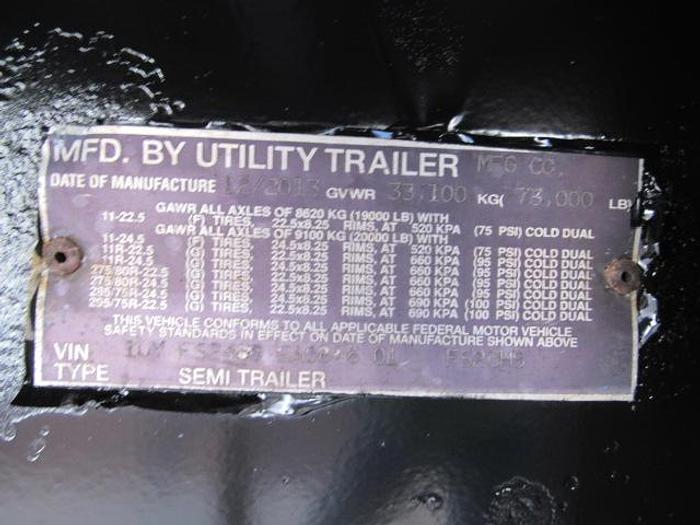 MFD. BY UTILITY TRAILER MFG CO.
DATE OF MANUFACTURE 12/2013 GVWR 33,100 KG( 73,000 LB)
GAWR ALL AXLES OF 8620 KG (19000 LB) WITH
11-22.5 (F) TIRES, 22.5x8.25 RIMS, AT 520 KPA (75 PSI) COLD DUAL
GAWR ALL AXLES OF 9100 KG (20000 LB) WITH
11-24.5 (F) TIRES, 24.5x8.25 RIMS, AT 520 KPA (75 PSI) COLD DUAL
11R-22.5 (G) TIRES, 22.5x8.25 RIMS, AT 660 KPA (95 PSI) COLD DUAL
11R-24.5 (G) TIRES, 24.5x8.25 RIMS, AT 660 KPA (95 PSI) COLD DUAL
275/80R-22.5 (G) TIRES, 22.5x8.25 RIMS, AT 660 KPA (95 PSI) COLD DUAL
275/80R-24.5 (G) TIRES, 24.5x8.25 RIMS, AT 660 KPA (95 PSI) COLD DUAL
(G) TIRES, 24.5x8.25 RIMS, AT 690 KPA (100 PSI) COLD DUAL
295/75R-22.5 (G) TIRES, 22.5x8.25 RIMS, AT 690 KPA (100 PSI) COLD DUAL
THIS VEHICLE CONFORMS TO ALL APPLICABLE FEDERAL MOTOR VEHICLE
SAFETY STANDARDS IN EFFECT ON DATE OF MANUFACTURE SHOWN ABOVE
VIN 1UY 01 FS2CHS
TYPE SEMI TRAILER